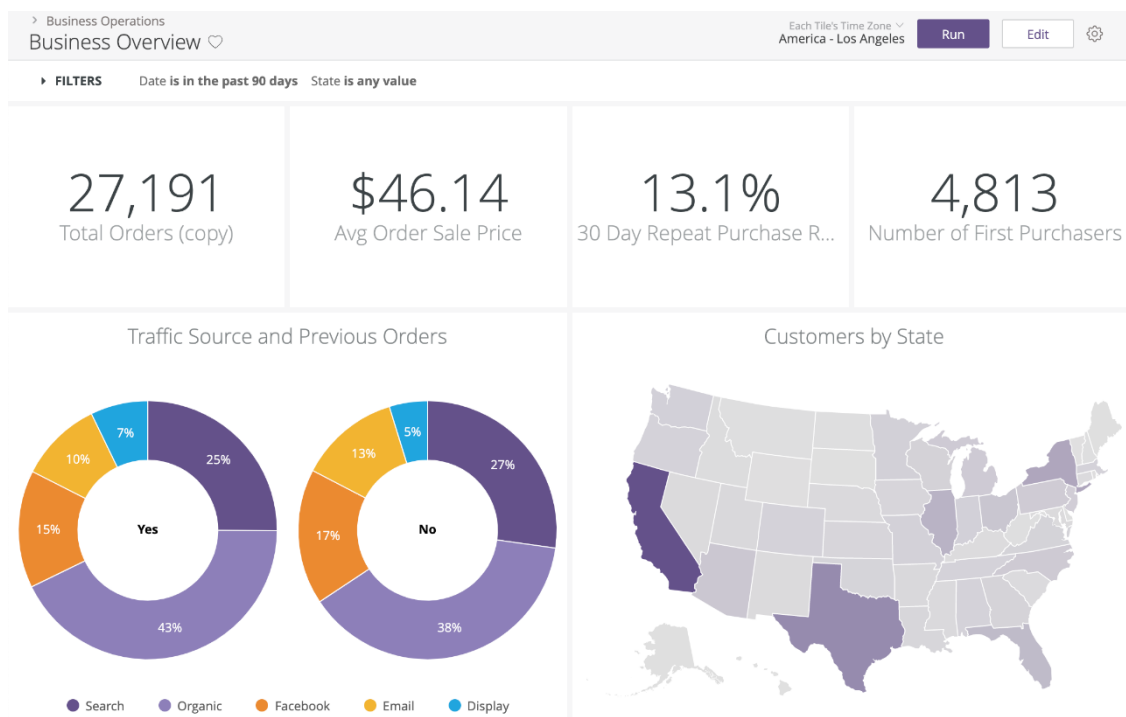 Business Operations
Business Overview
Each Tile's Time Zone
America - Los Angeles
Run
Edit
FILTERS
Date is in the past 90 days State is any value
27,191
Total Orders (copy)
$46.14
Avg Order Sale Price
13.1%
30 Day Repeat Purchase R...
4,813
Number of First Purchasers
Traffic Source and Previous Orders
7%
25%
10%
15%
Yes
43%
5%
27%
13%
17%
No
38%
Search
Organic
Facebook
Email
Display
Customers by State